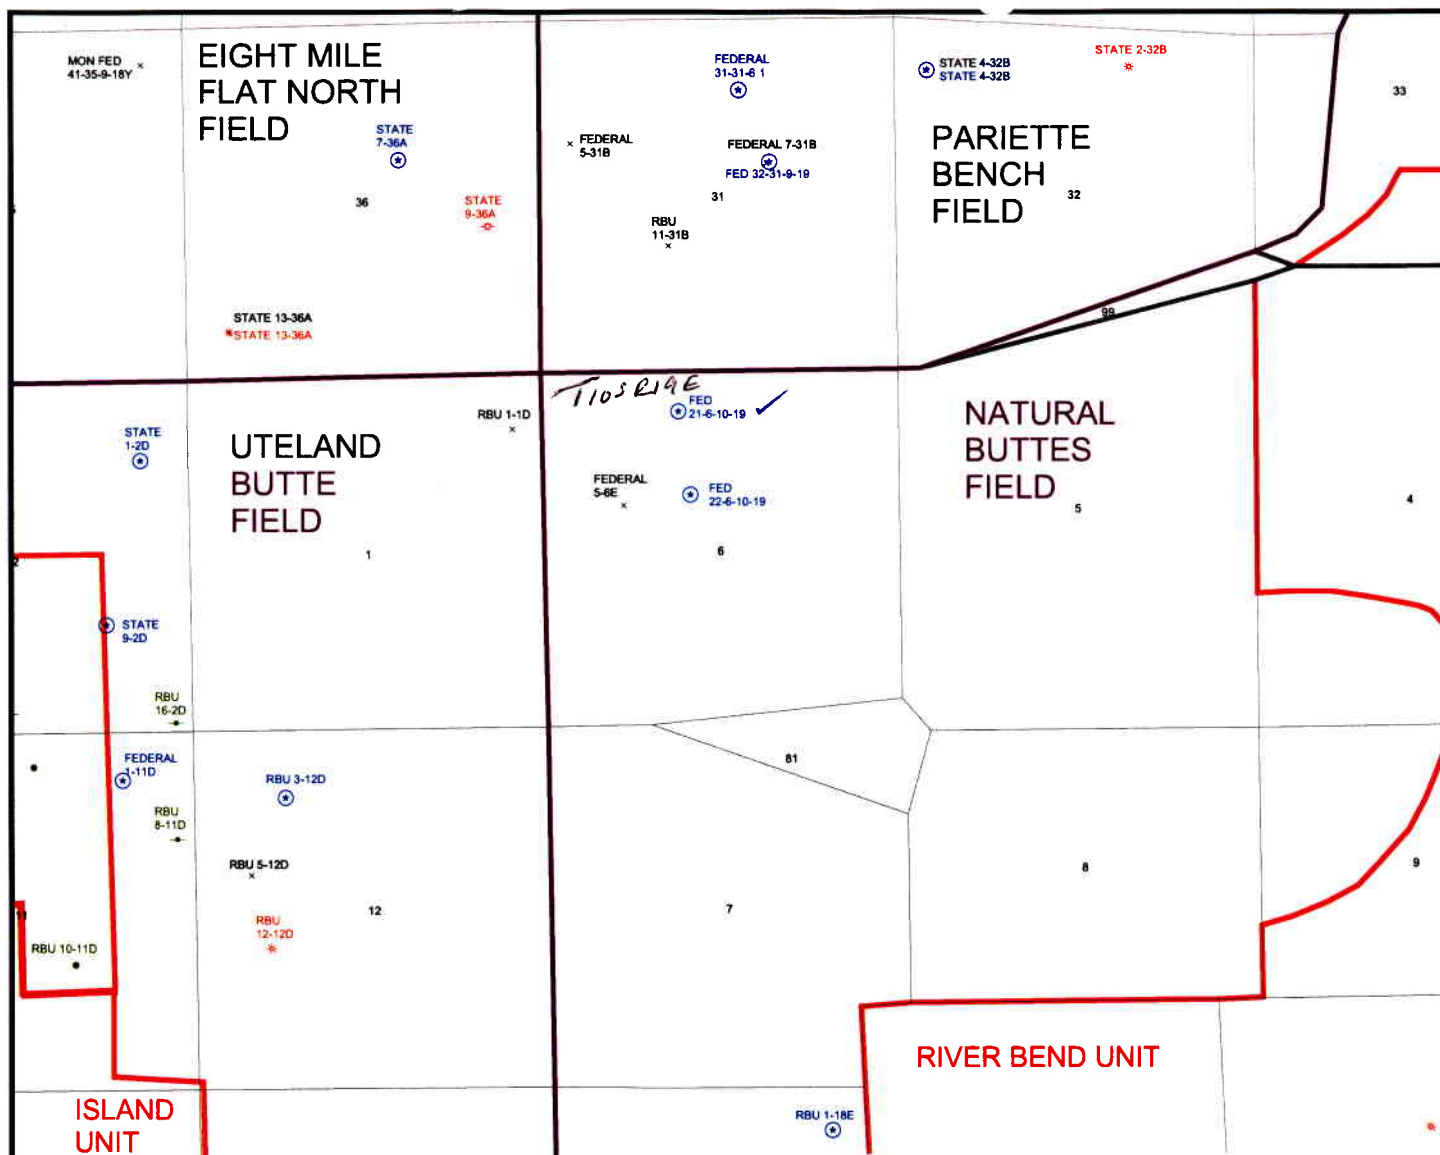 MON FED
41-35-9-18Y
EIGHT MILE
FLAT NORTH
FIELD
STATE
7-36A
36
STATE
9-36A
STATE 13-36A
STATE 13-36A
FEDERAL
31-31-6 1
FEDERAL
5-31B
FEDERAL 7-31B
FED 32-31-9-19
31
RBU
11-31B
STATE 4-32B
STATE 4-32B
STATE 2-32B
PARIETTE
BENCH
FIELD
32
33
99
T10S R19E
STATE
1-2D
UTELAND
BUTTE
FIELD
RBU 1-1D
FED
21-6-10-19
FEDERAL
5-6E
FED
22-6-10-19
NATURAL
BUTTES
FIELD
5
4
1
6
2
STATE
9-2D
RBU
16-2D
FEDERAL
1-11D
RBU 3-12D
81
RBU
8-11D
RBU 5-12D
8
9
11
12
7
RBU
12-12D
RBU 10-11D
RIVER BEND UNIT
ISLAND
UNIT
RBU 1-18E